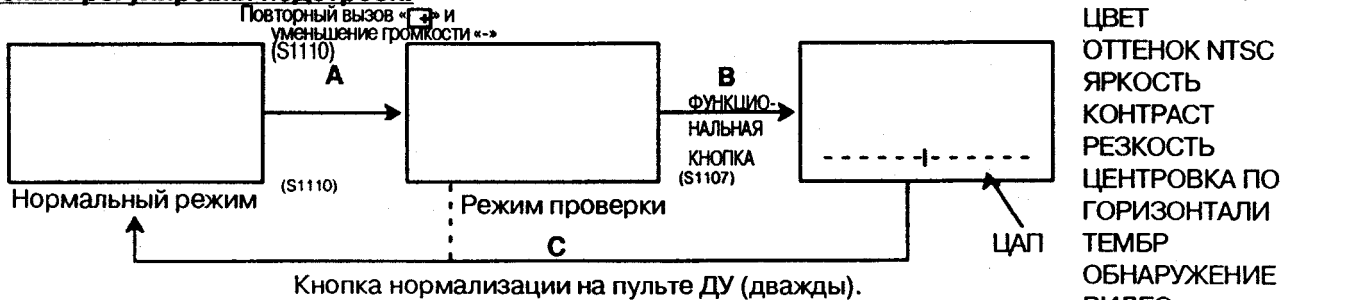 Повторный вызов «» и
уменьшение громкости «-»
(S1110)
A
B
ФУНКЦИО-
НАЛЬНАЯ
КНОПКА
(S1107)
(S1110)
Нормальный режим
Режим проверки
ЦАП
C
Кнопка нормализации на пульте ДУ (дважды).
ЦВЕТ
ОТТЕНОК NTSC
ЯРКОСТЬ
КОНТРАСТ
РЕЗКОСТЬ
ЦЕНТРОВКА ПО
ГОРИЗОНТАЛИ
ТЕМБР
ОБНАРУЖЕНИЕ